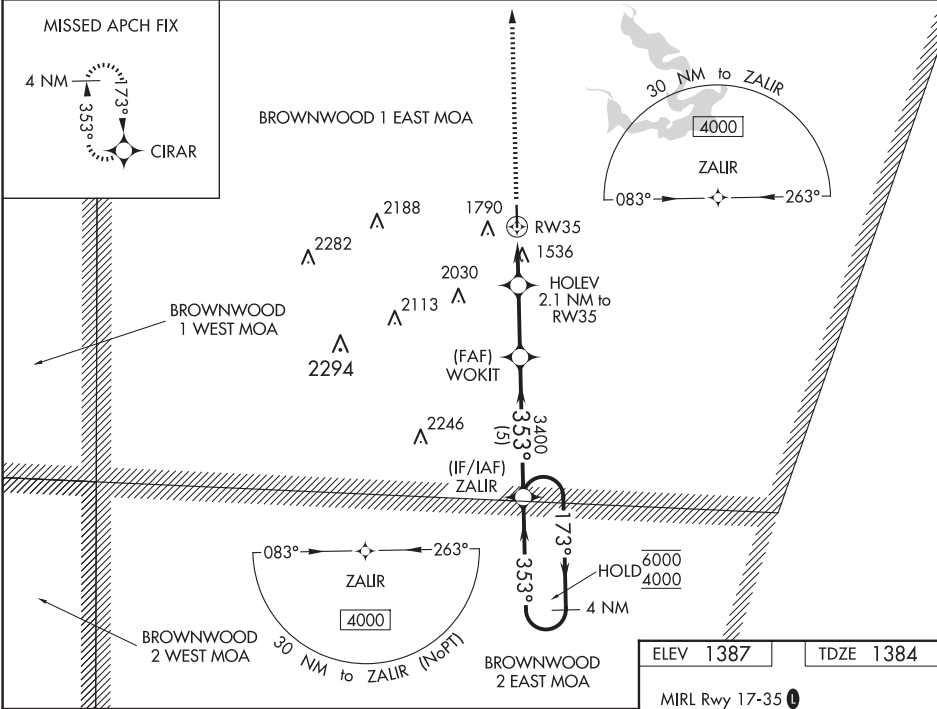 MISSED APCH FIX
4 NM
353°
173°
CIRAR
BROWNWOOD 1 EAST MOA
30 NM to ZALIR
4000
ZALIR
083°
263°
2188
1790
RW35
2282
1536
2030
HOLEV
2.1 NM to
RW35
2113
BROWNWOOD
1 WEST MOA
2294
(FAF)
WOKIT
3400
353°
(5)
2246
(IF/IAF)
ZALIR
173°
353°
HOLD
6000
4000
4 NM
083°
263°
ZALIR
4000
30 NM to ZALIR (NoPT)
BROWNWOOD
2 WEST MOA
BROWNWOOD
2 EAST MOA
ELEV 1387
TDZE 1384
MIRL Rwy 17-35 L